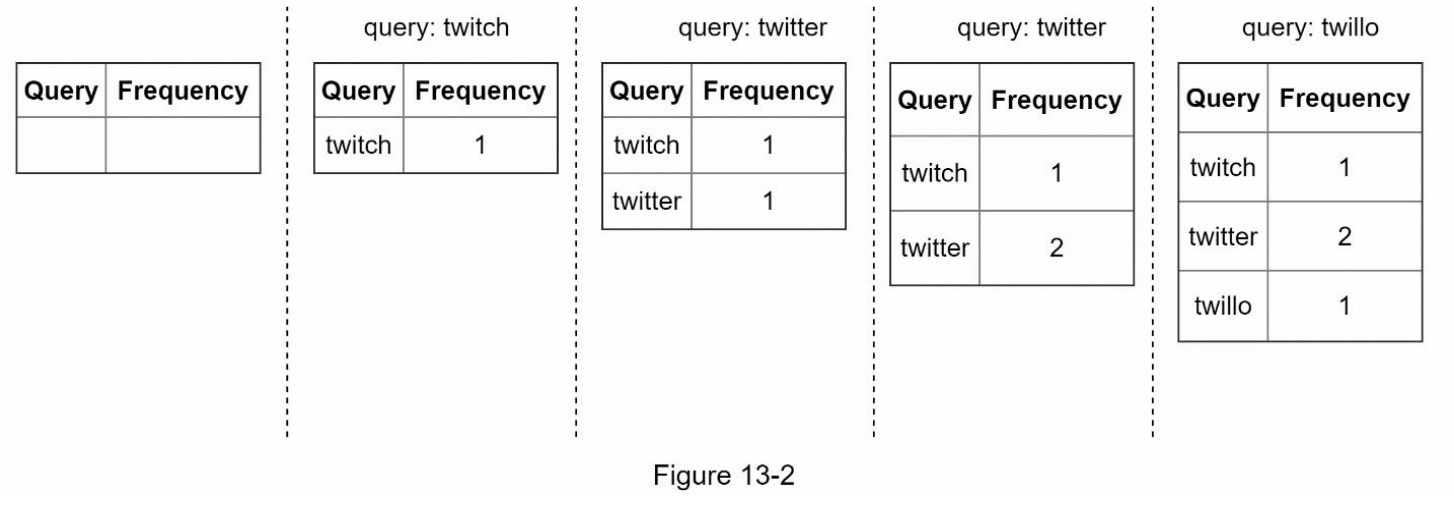 query: twitch
query: twitter
query: twitter
query: twillo
Query Frequency
Query Frequency
twitch 1
Query Frequency
twitch 1
twitter 1
Query Frequency
twitch 1
twitter 2
Query Frequency
twitch 1
twitter 2
twillo 1
Figure 13-2